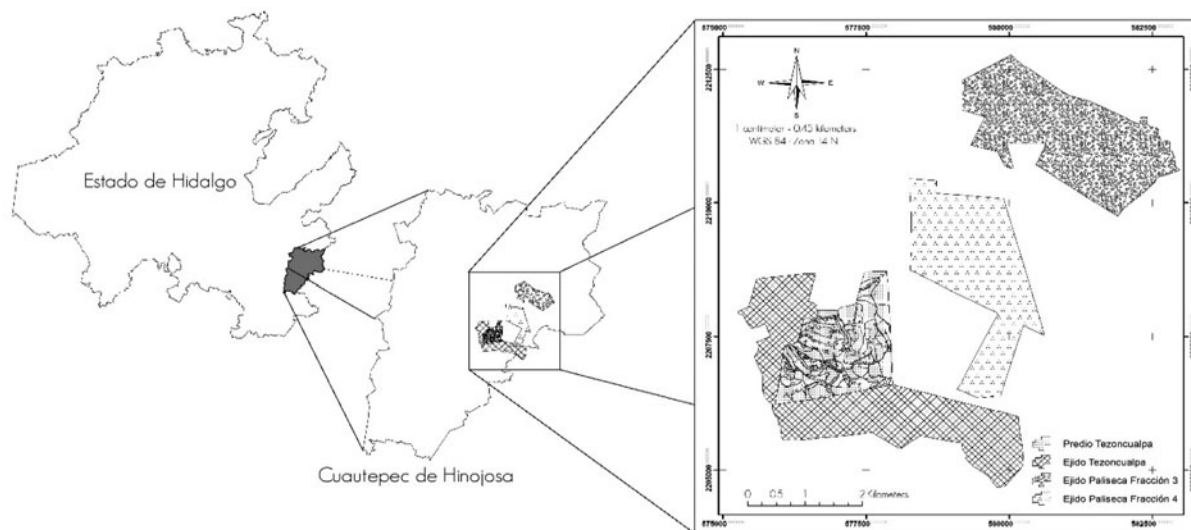 Estado de Hidalgo
Cuautepec de Hinojosa
575000
577500
580000
582500
N
W E
S
1 centimeter - 0.45 kilometers
WGS 84 - Zona 14 N
2212500
2210000
2207500
2205000
Predio Tezoncualpa
Ejido Tezoncualpa
Ejido Paliseca Fracción 3
Ejido Paliseca Fracción 4
0 0.5 1 2 Kilometers
575000
577500
580000
582500